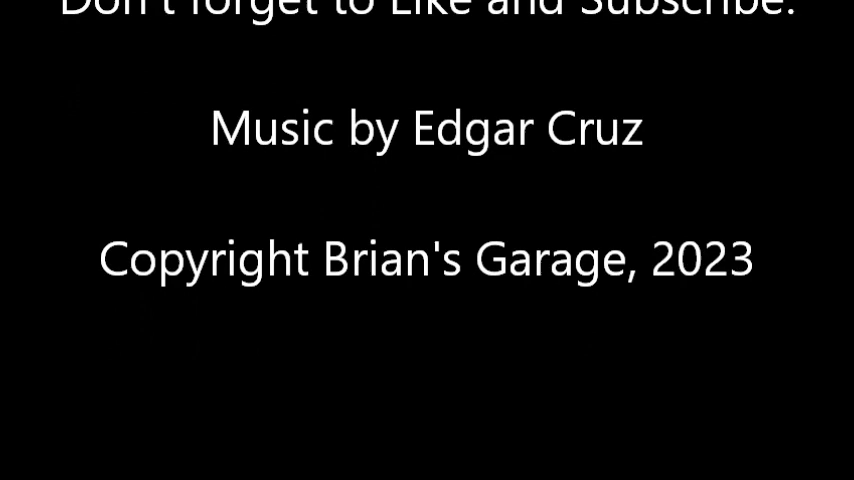 Don't forget to Like and Subscribe.
Music by Edgar Cruz
Copyright Brian's Garage, 2023